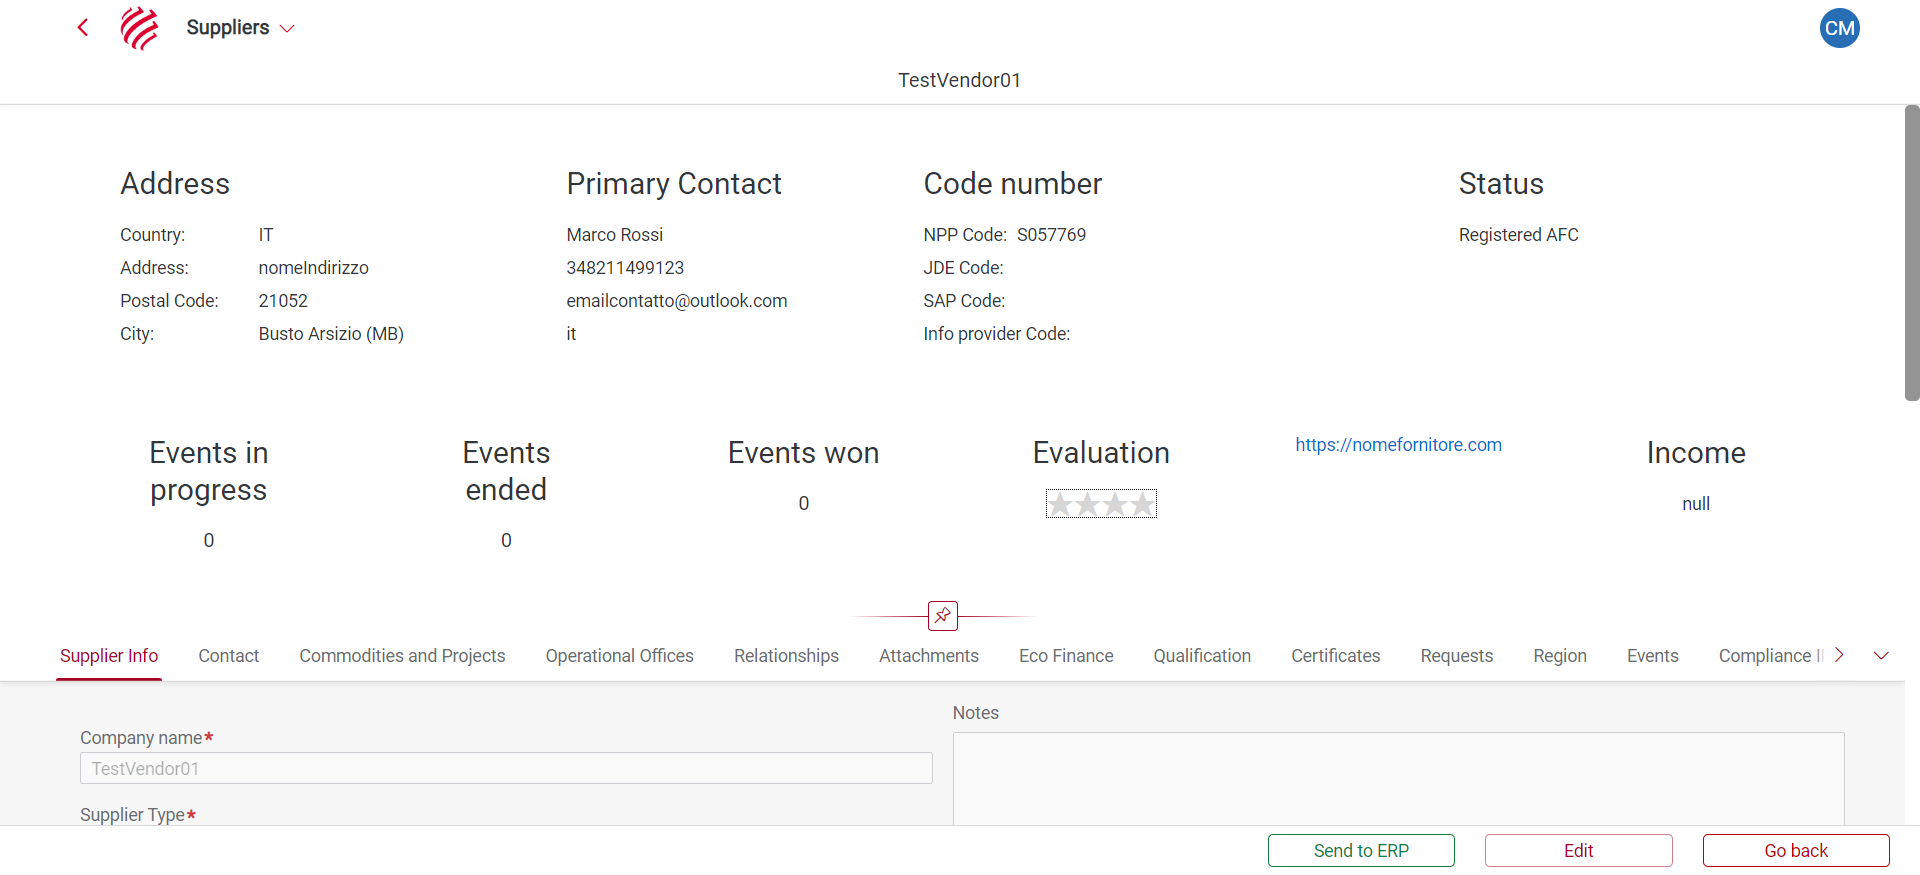 Suppliers
CM
TestVendor01
Address
Country: IT
Address: nomeIndirizzo
Postal Code: 21052
City: Busto Arsizio (MB)
Primary Contact
Marco Rossi
348211499123
emailcontatto@outlook.com
it
Code number
NPP Code: S057769
JDE Code:
SAP Code:
Info provider Code:
Status
Registered AFC
Events in
progress
0
Events
ended
0
Events won
0
Evaluation
https://nomefornitore.com
Income
null
Supplier Info Contact Commodities and Projects Operational Offices Relationships Attachments Eco Finance Qualification Certificates Requests Region Events Compliance
Company name*
TestVendor01
Supplier Type*
Notes
Send to ERP Edit Go back